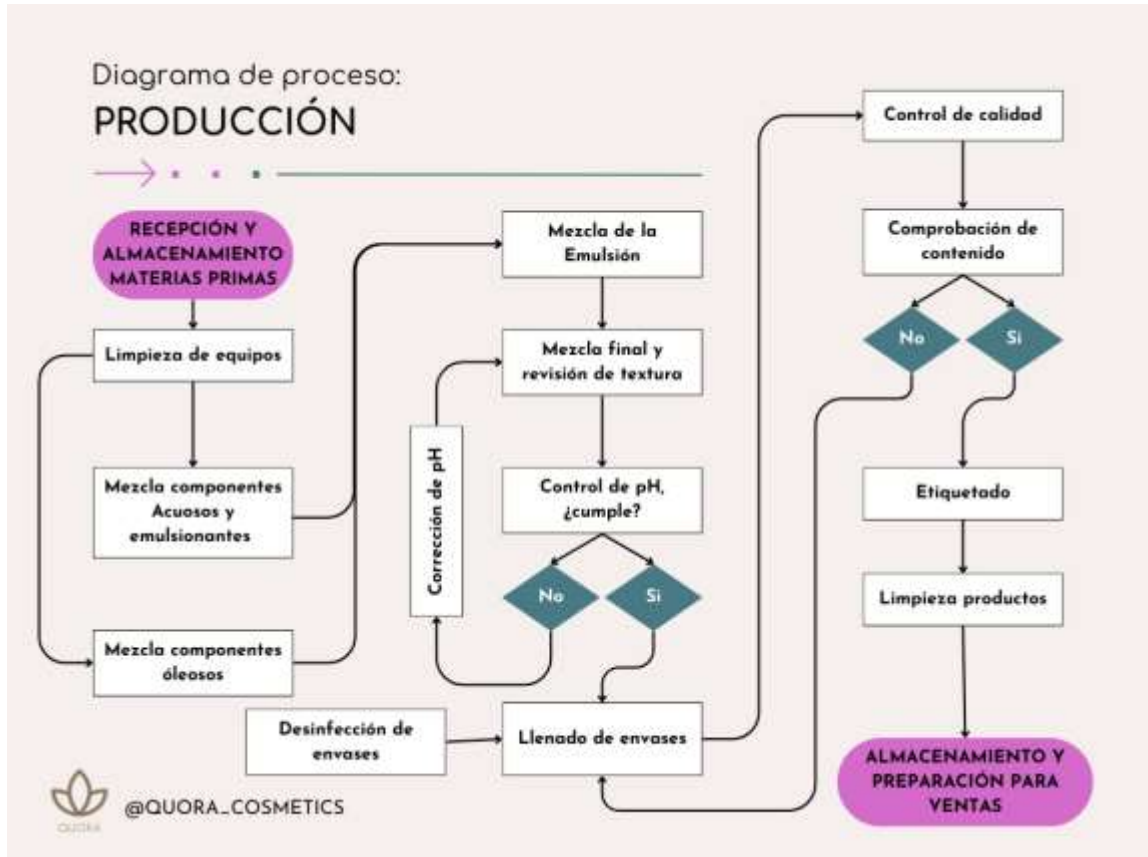 Diagrama de proceso:
PRODUCCIÓN
RECEPCIÓN Y
ALMACENAMIENTO
MATERIAS PRIMAS
Limpieza de equipos
Mezcla componentes
Acuosos y
emulsionantes
Mezcla componentes
óleosos
Desinfección de
envases
Mezcla de la
Emulsión
Mezcla final y
revisión de textura
Corrección de pH
Control de pH,
¿cumple?
No
Si
Llenado de envases
Control de calidad
Comprobación de
contenido
No
Si
Etiquetado
Limpieza productos
ALMACENAMIENTO Y
PREPARACIÓN PARA
VENTAS
QUORA
@QUORA_COSMETICS